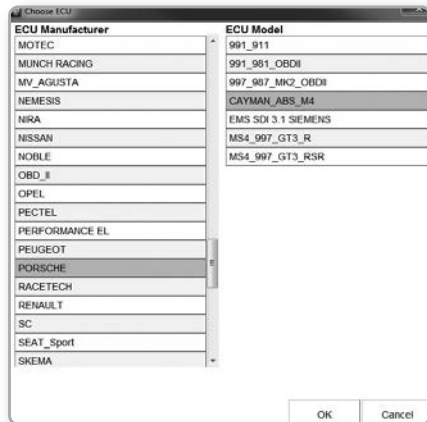 Choose ECU
ECU Manufacturer
MOTEC
MUNCH RACING
MV_AGUSTA
NEMESIS
NIRA
NISSAN
NOBLE
OBD_II
OPEL
PECTEL
PERFORMANCE EL
PEUGEOT
PORSCHE
RACETECH
RENAULT
SC
SEAT_Sport
SKEMA
ECU Model
991_911
991_981_OBDII
997_987_MK2_OBDII
CAYMAN_ABS_M4
EMS SDI 3.1 SIEMENS
MS4_997_GT3_R
MS4_997_GT3_RSR
OK
Cancel